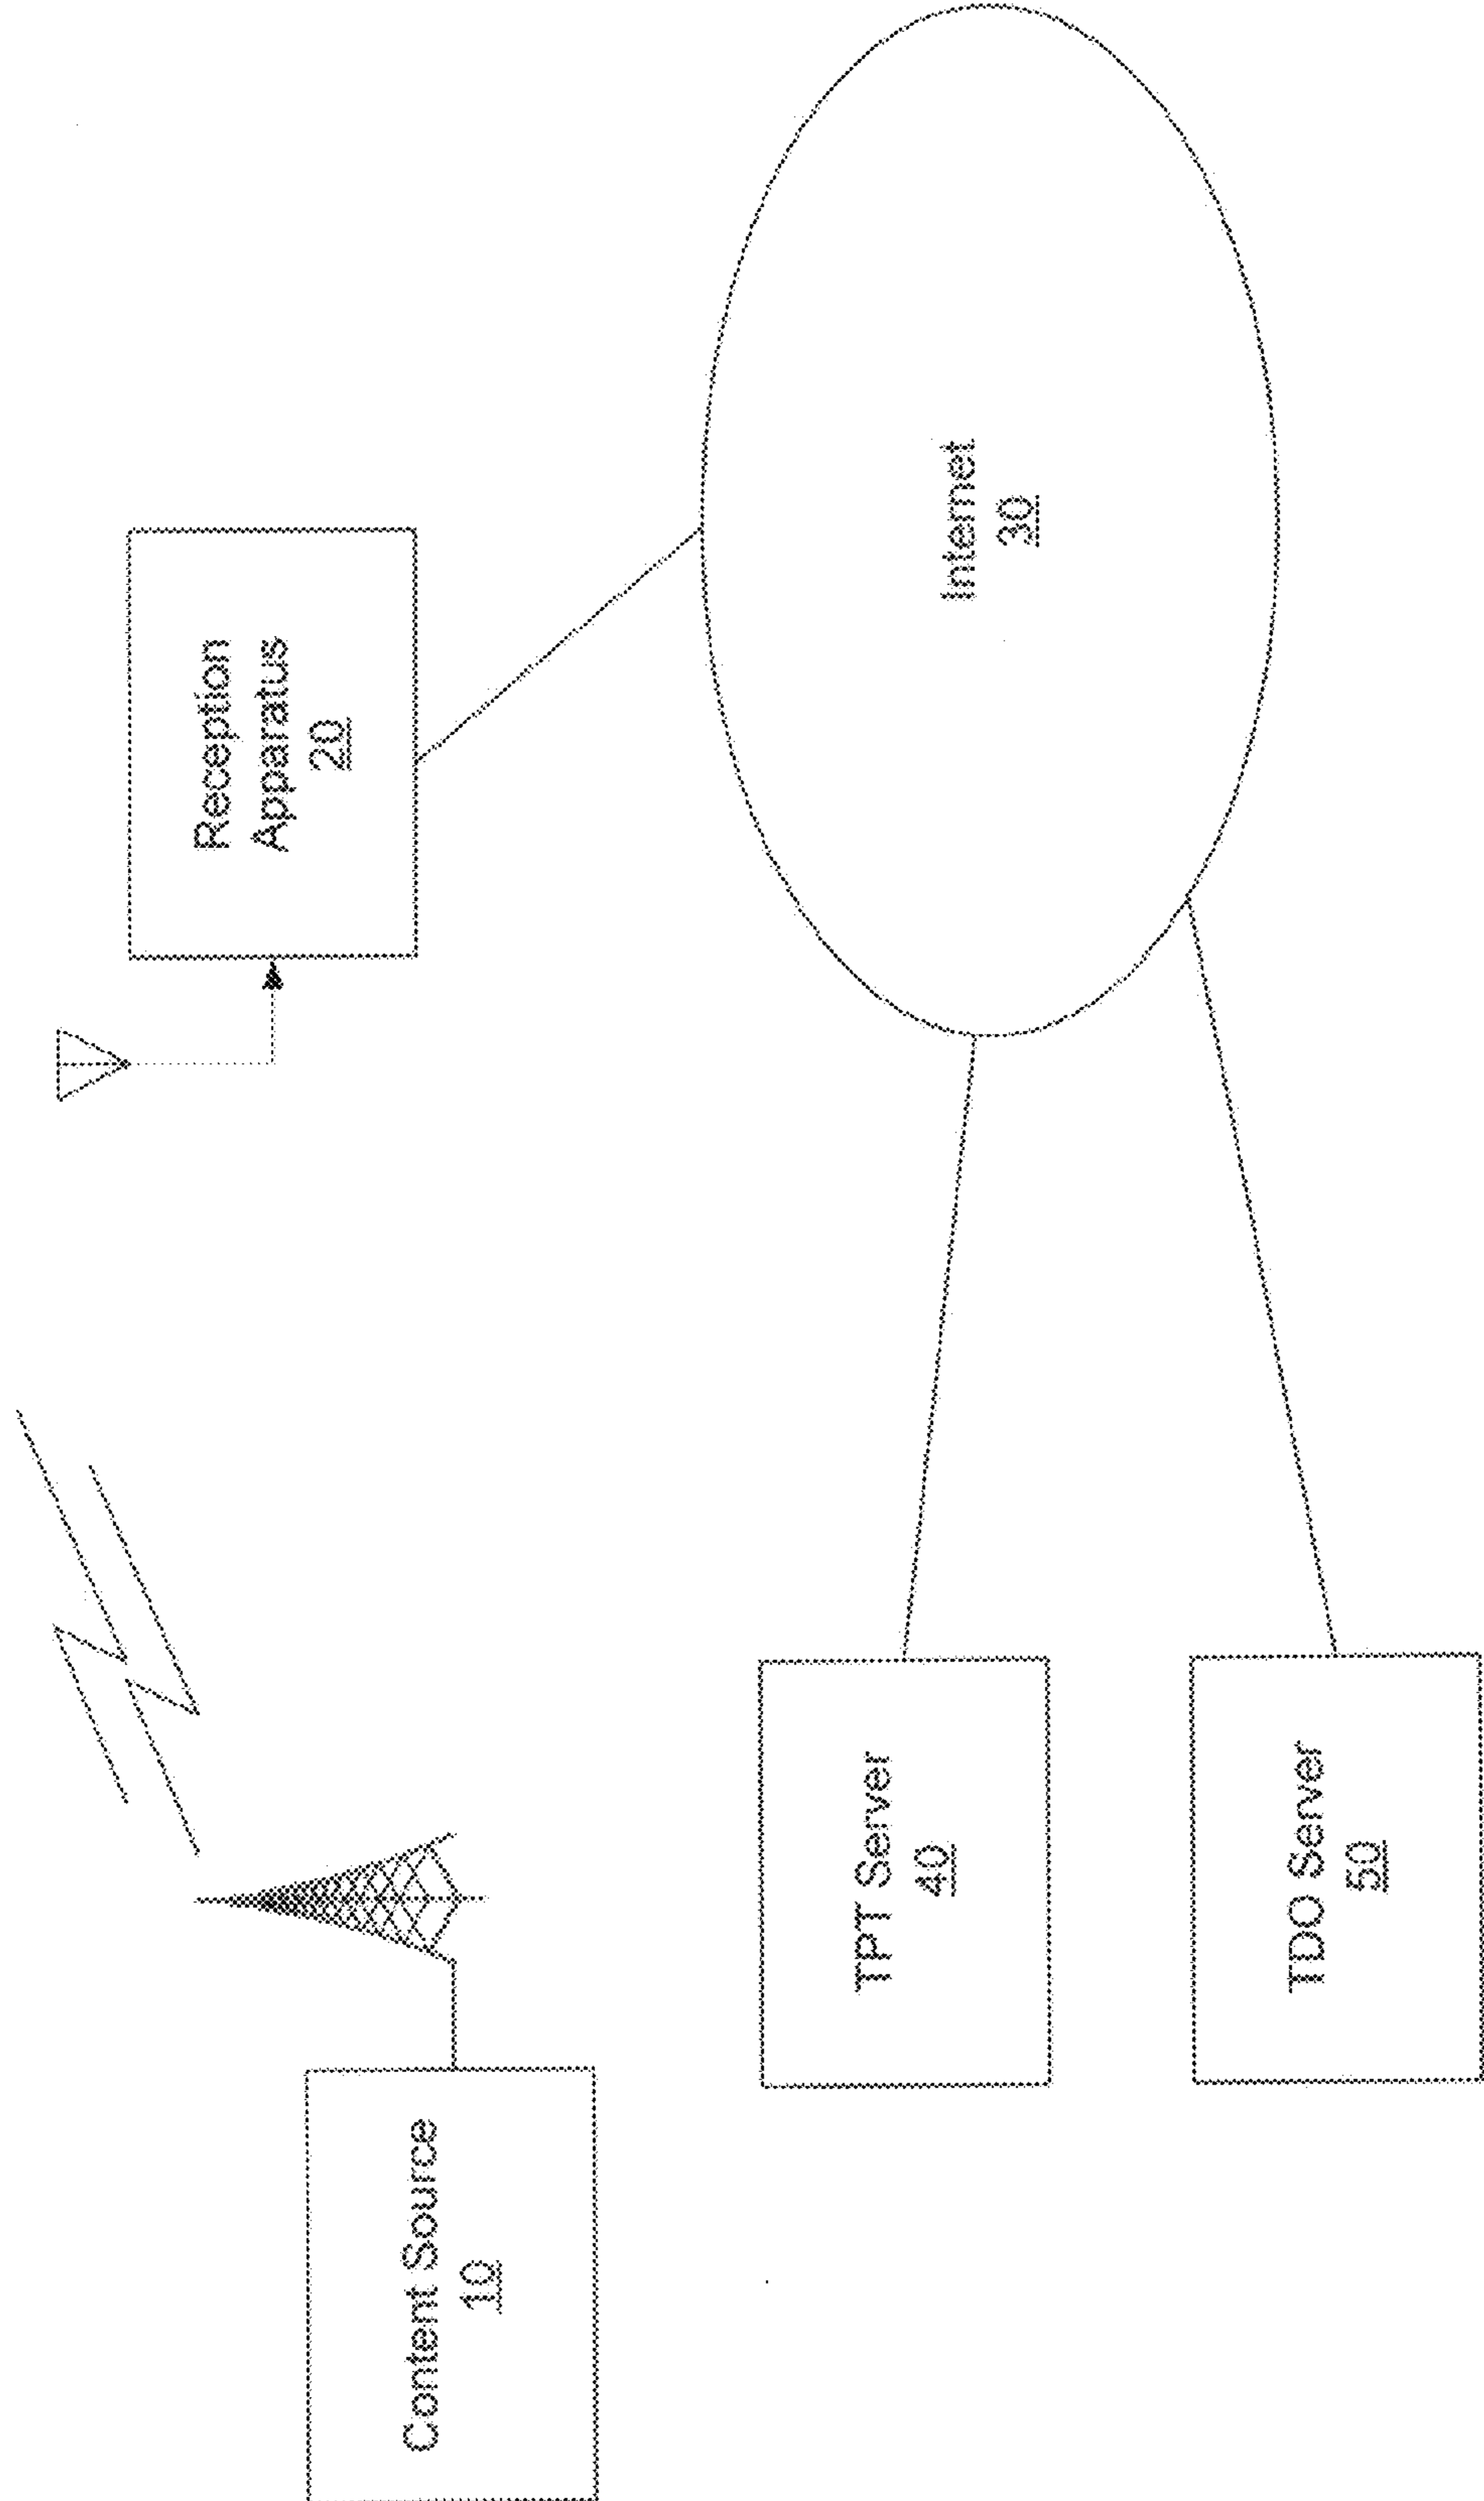 Content Source
10
Reception
Apparatus
20
Internet
30
TPT Server
40
TDO Server
50